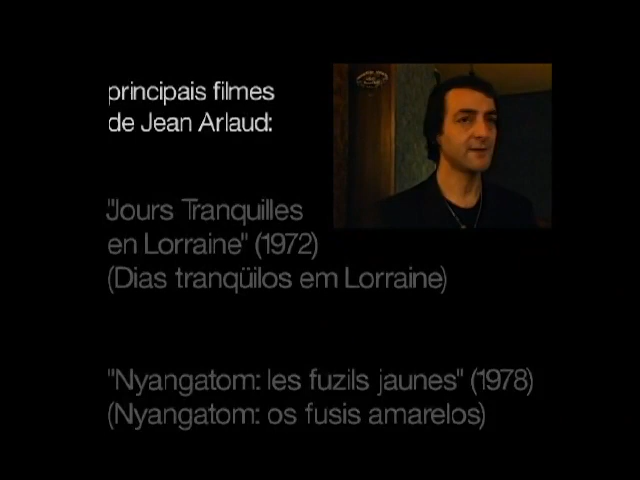 principais filmes
de Jean Arlaud:
"Jours Tranquilles
en Lorraine" (1972)
(Dias tranqüilos em Lorraine)
"Nyangatom: les fuzils jaunes" (1978)
(Nyangatom: os fusis amarelos)